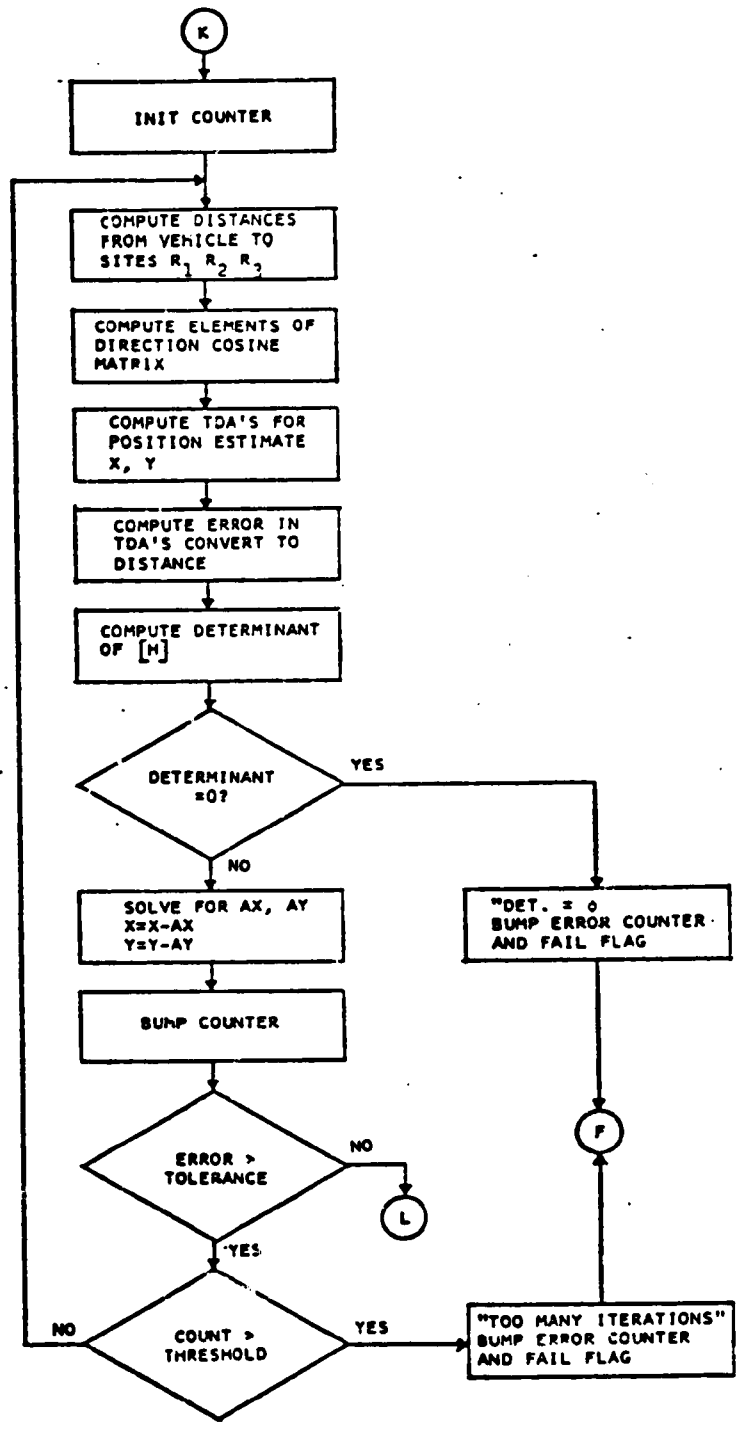 K
INIT COUNTER
COMPUTE DISTANCES
FROM VEHICLE TO
SITES R1 R2 R3
COMPUTE ELEMENTS OF
DIRECTION COSINE
MATRIX
COMPUTE TDA'S FOR
POSITION ESTIMATE
X, Y
COMPUTE ERROR IN
TDA'S CONVERT TO
DISTANCE
COMPUTE DETERMINANT
OF [H]
DETERMINANT
=0?
YES
NO
SOLVE FOR AX, AY
X=X-AX
Y=Y-AY
"DET. = 0
BUMP ERROR COUNTER
AND FAIL FLAG
BUMP COUNTER
F
ERROR >
TOLERANCE
NO
L
YES
COUNT >
THRESHOLD
NO
YES
"TOO MANY ITERATIONS"
BUMP ERROR COUNTER
AND FAIL FLAG